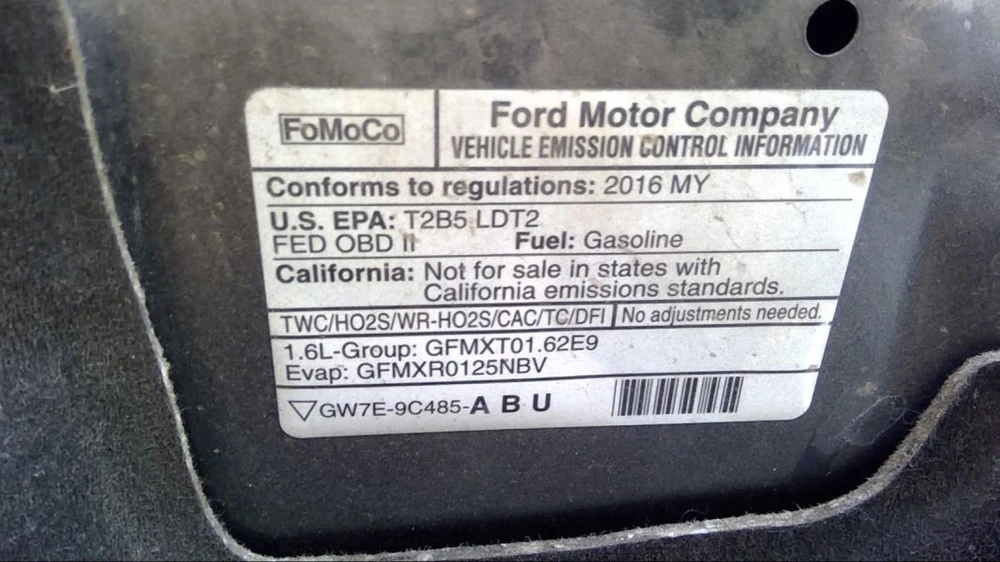 FoMoCo
Ford Motor Company
VEHICLE EMISSION CONTROL INFORMATION
Conforms to regulations: 2016 MY
U.S. EPA: T2B5 LDT2
FED OBD II Fuel: Gasoline
California: Not for sale in states with
California emissions standards.
TWC/HO2S/WR-HO2S/CAC/TC/DFI No adjustments needed.
1.6L-Group: GFMXT01.62E9
Evap: GFMXR0125NBV
GW7E-9C485-A B U